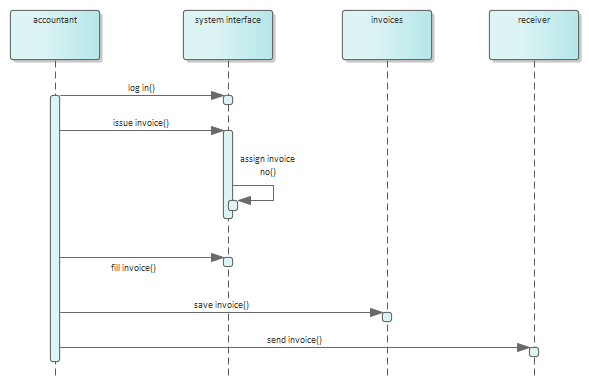 accountant
system interface
invoices
receiver
log in()
issue invoice()
assign invoice
no()
fill invoice()
save invoice()
send invoice()